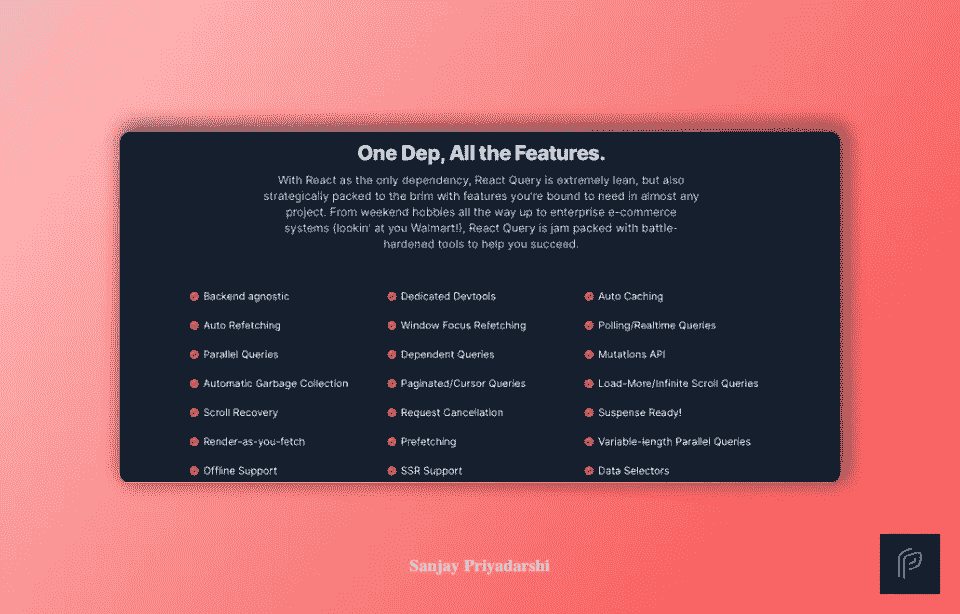 One Dep, All the Features.
With React as the only dependency, React Query is extremely lean, but also
strategically packed to the brim with features you're bound to need in almost any
project. From weekend hobbies all the way up to enterprise e-commerce
systems (lookin' at you Walmart!), React Query is jam packed with battle-
hardened tools to help you succeed.
Backend agnostic
Dedicated Devtools
Auto Caching
Auto Refetching
Window Focus Refetching
Polling/Realtime Queries
Parallel Queries
Dependent Queries
Mutations API
Automatic Garbage Collection
Paginated/Cursor Queries
Load-More/Infinite Scroll Queries
Scroll Recovery
Request Cancellation
Suspense Ready!
Render-as-you-fetch
Prefetching
Variable-length Parallel Queries
Offline Support
SSR Support
Data Selectors
Sanjay Priyadarshi